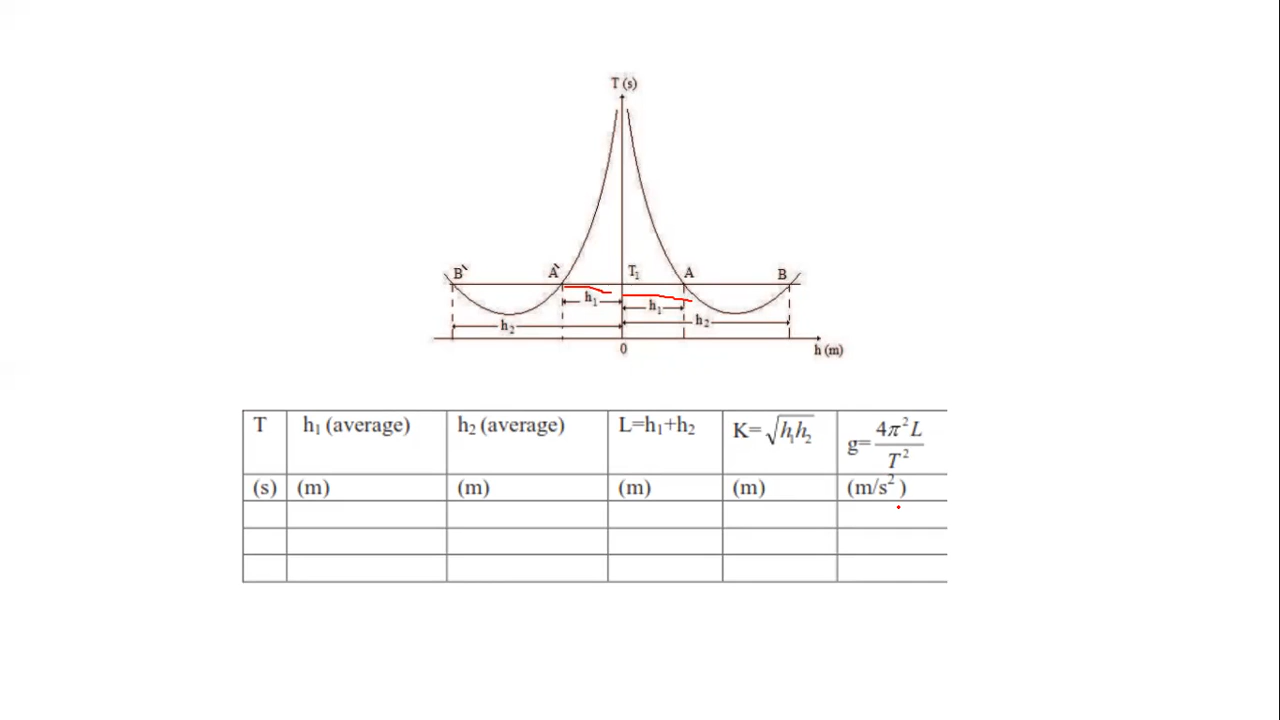 T (s)
B` A` T₁ A B
h₁ h₁
h₂ h₂
0 h (m)
T h₁ (average) h₂ (average) L=h₁+h₂ K=√h₁h₂ g=4π²L/T²
(s) (m) (m) (m) (m) (m/s²)